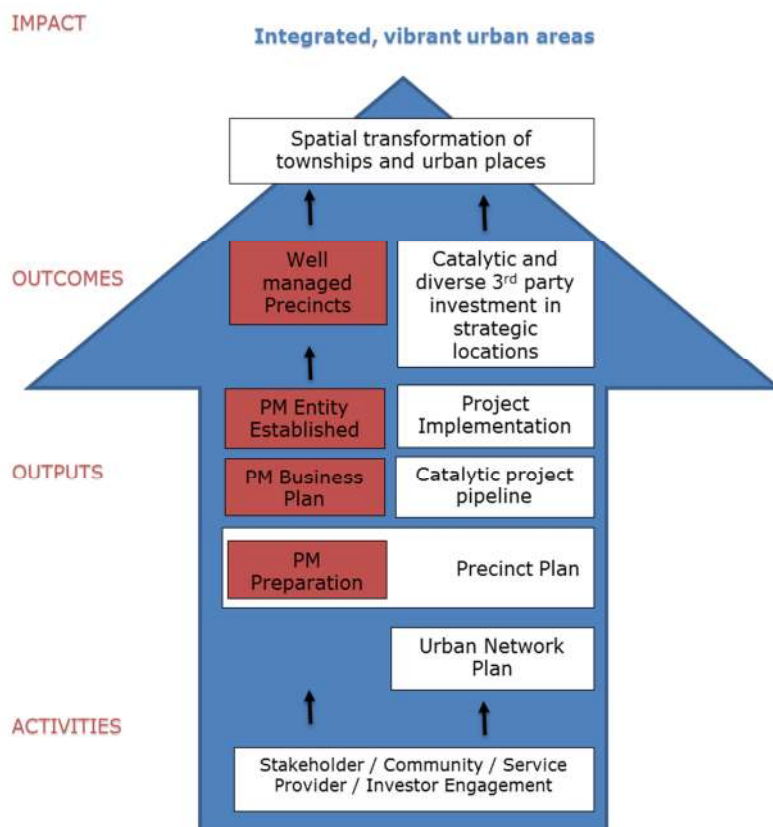 IMPACT
Integrated, vibrant urban areas
Spatial transformation of
townships and urban places
OUTCOMES
Well
managed
Precincts
Catalytic and
diverse 3rd party
investment in
strategic
locations
PM Entity
Established
Project
Implementation
OUTPUTS
PM Business
Plan
Catalytic project
pipeline
PM
Preparation
Precinct Plan
Urban Network
Plan
ACTIVITIES
Stakeholder / Community / Service
Provider / Investor Engagement